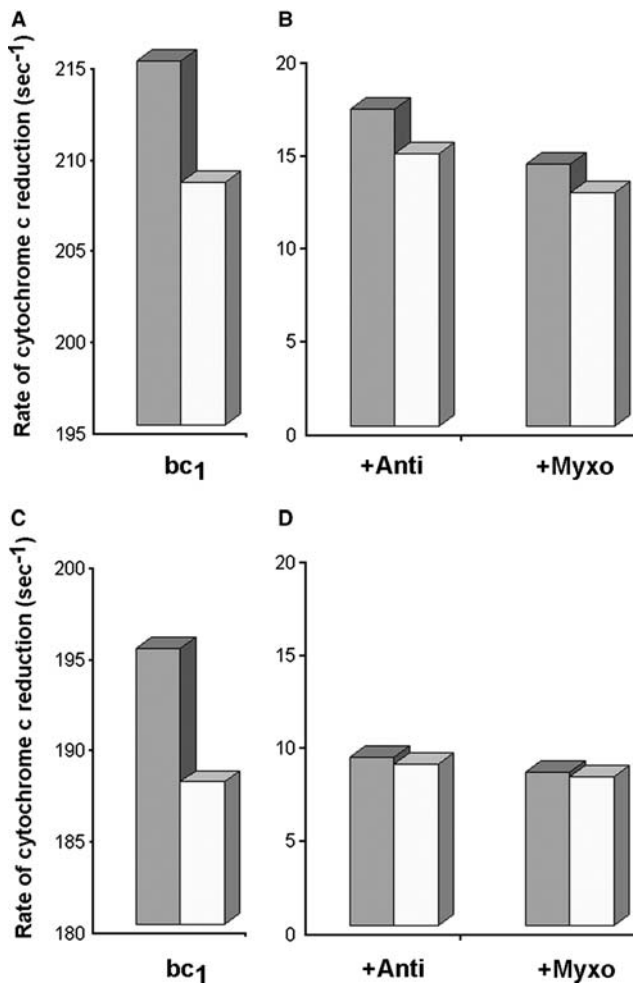 A
Rate of cytochrome c reduction (sec-1)
215
210
205
200
195
bc1
B
20
15
10
5
0
+Anti
+Myxo
C
Rate of cytochrome c reduction (sec-1)
200
195
190
185
180
bc1
D
20
15
10
5
0
+Anti
+Myxo